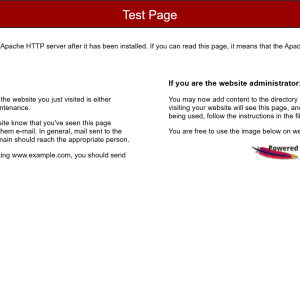 Test Page
Apache HTTP server after it has been installed. If you can read this page, it means that the Apac
If you are the website administrator:
the website you just visited is either
ntenance.
You may now add content to the directory
visiting your website will see this page, and
being used, follow the instructions in the fil
site know that you've seen this page
them e-mail. In general, mail sent to the
main should reach the appropriate person.
You are free to use the image below on we
ting www.example.com, you should send
Powered